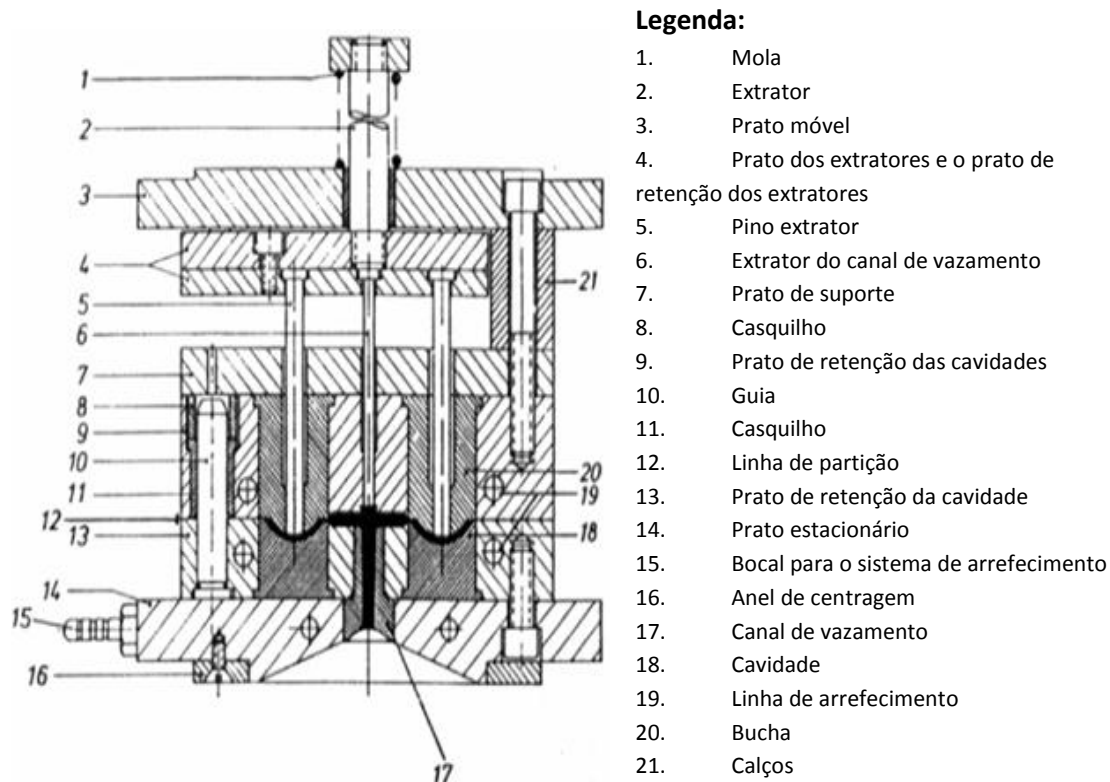 Legenda:
1. Mola
2. Extrator
3. Prato móvel
4. Prato dos extratores e o prato de
retenção dos extratores
5. Pino extrator
6. Extrator do canal de vazamento
7. Prato de suporte
8. Casquilho
9. Prato de retenção das cavidades
10. Guia
11. Casquilho
12. Linha de partição
13. Prato de retenção da cavidade
14. Prato estacionário
15. Bocal para o sistema de arrefecimento
16. Anel de centragem
17. Canal de vazamento
18. Cavidade
19. Linha de arrefecimento
20. Bucha
21. Calços
1
2
3
4
5
6
7
8
9
10
11
12
13
14
15
16
21
20
19
18
17